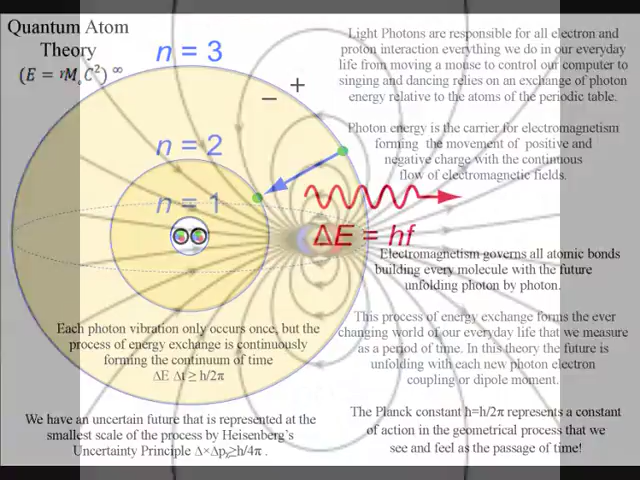 Quantum Atom
Theory
(E = ᵞM˳C²)∞
n = 3
− +
n = 2
n = 1
ΔE = hf
Light Photons are responsible for all electron and
proton interaction everything we do in our everyday
life from moving a mouse to control our computer to
singing and dancing relies on an exchange of photon
energy relative to the atoms of the periodic table.
Photon energy is the carrier for electromagnetism
forming the movement of positive and
negative charge with the continuous
flow of electromagnetic fields.
Electromagnetism governs all atomic bonds
building every molecule with the future
unfolding photon by photon.
This process of energy exchange forms the ever
changing world of our everyday life that we measure
as a period of time. In this theory the future is
unfolding with each new photon electron
coupling or dipole moment.
The Planck constant h=h/2π represents a constant
of action in the geometrical process that we
see and feel as the passage of time!
Each photon vibration only occurs once, but the
process of energy exchange is continuously
forming the continuum of time
ΔE Δt ≥ h/2π
We have an uncertain future that is represented at the
smallest scale of the process by Heisenberg's
Uncertainty Principle Δ×Δpₓ≥h/4π .